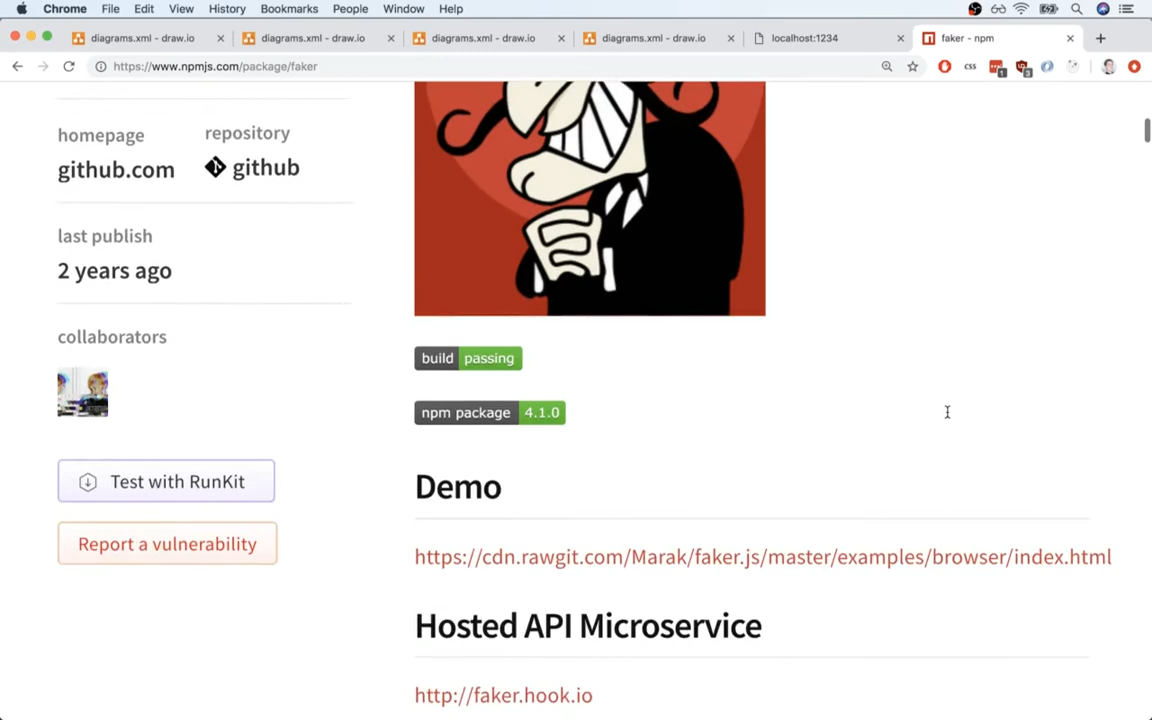 Chrome File Edit View History Bookmarks People Window Help
diagrams.xml - draw.io diagrams.xml - draw.io diagrams.xml - draw.io diagrams.xml - draw.io localhost:1234 faker - npm
https://www.npmjs.com/package/faker
css
1
3
homepage
github.com
repository
github
last publish
2 years ago
collaborators
Test with RunKit
Report a vulnerability
build passing
npm package 4.1.0
Demo
https://cdn.rawgit.com/Marak/faker.js/master/examples/browser/index.html
Hosted API Microservice
http://faker.hook.io